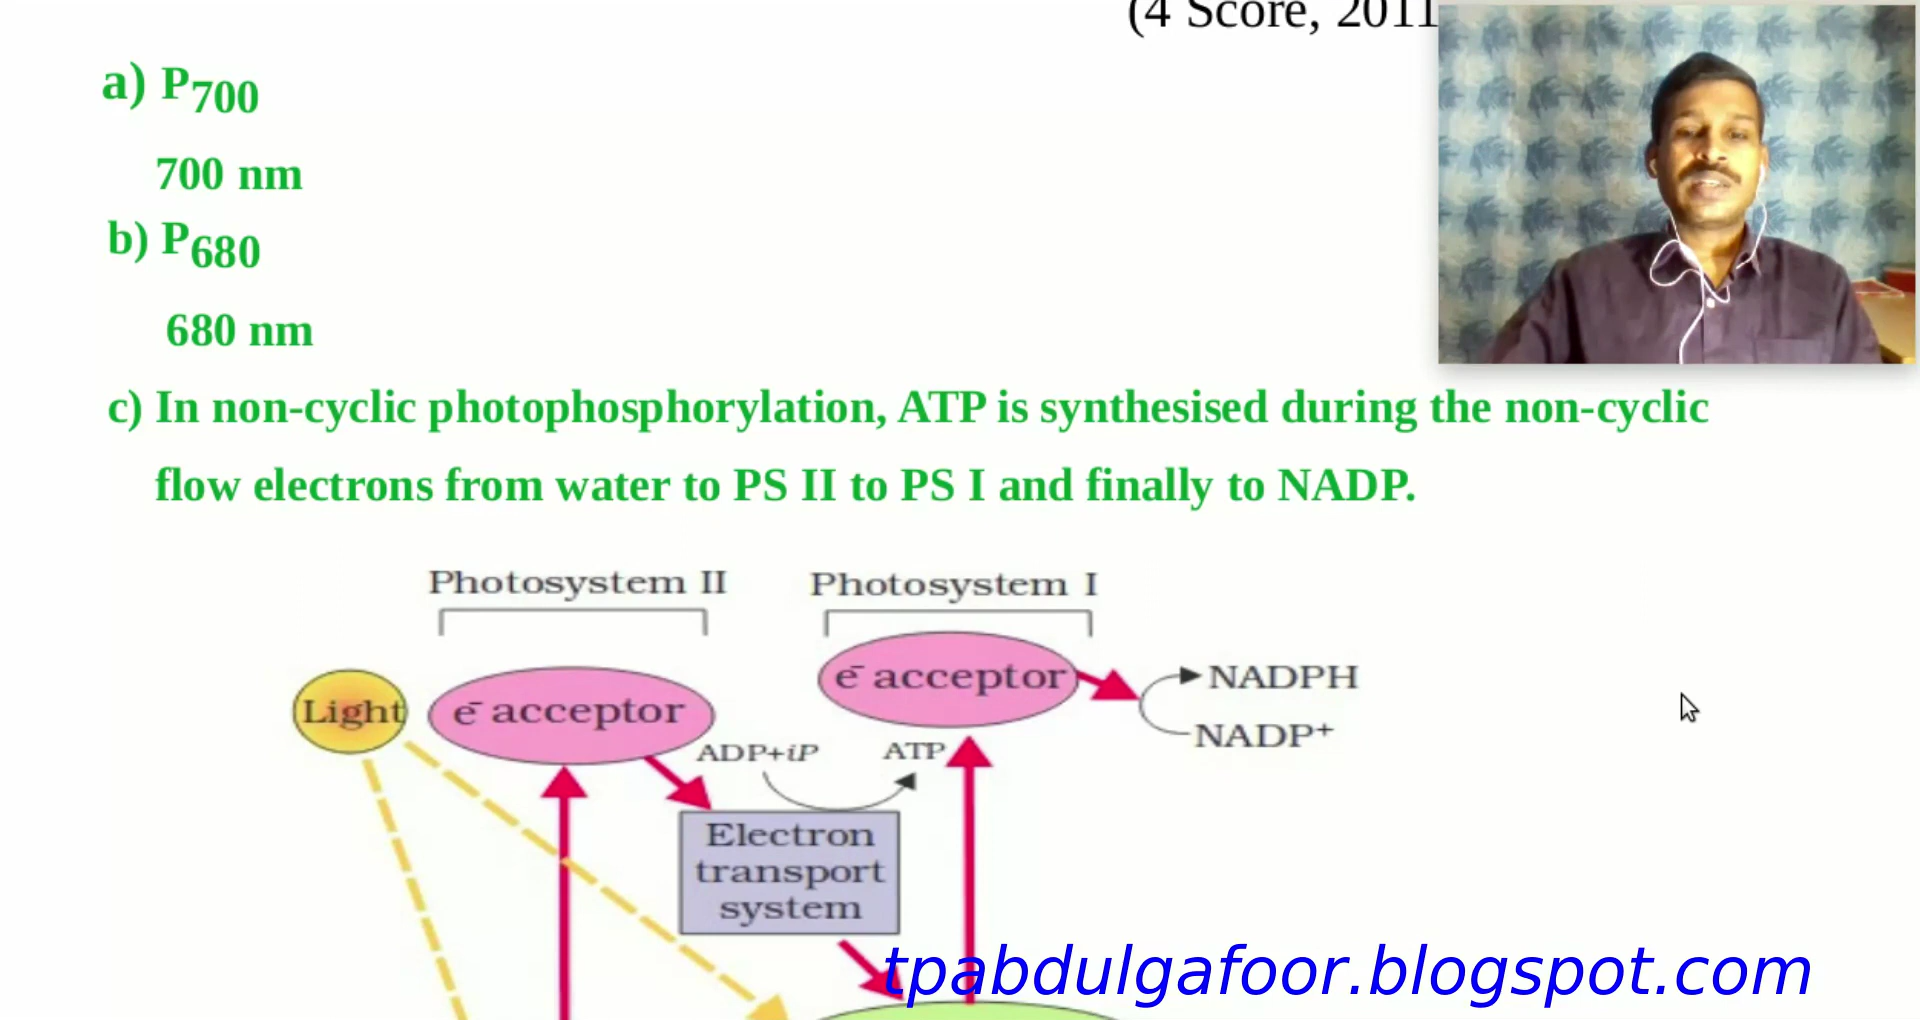 (4 Score, 2011
a) P700
700 nm
b) P680
680 nm
c) In non-cyclic photophosphorylation, ATP is synthesised during the non-cyclic
flow electrons from water to PS II to PS I and finally to NADP.
Photosystem II
Photosystem I
Light
e⁻ acceptor
e⁻ acceptor
NADPH
NADP⁺
ADP+iP
ATP
Electron
transport
system
tpabdulgafoor.blogspot.com